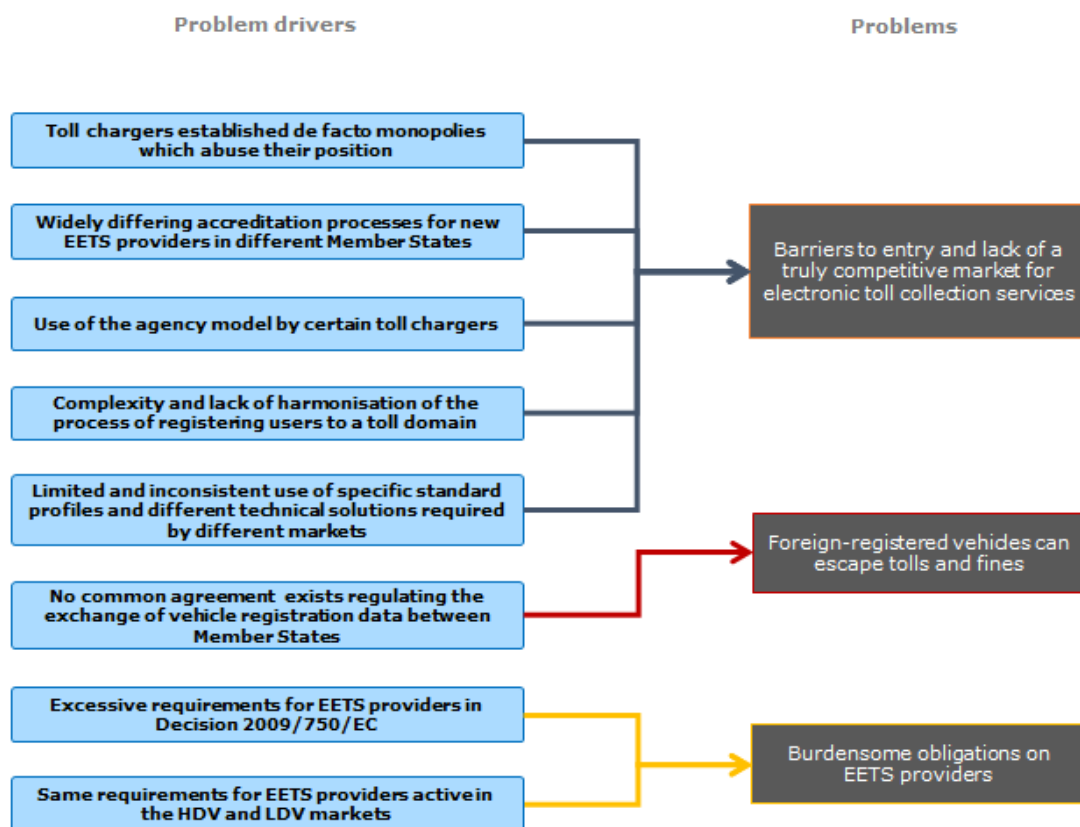 Problem drivers
Problems
Toll chargers established de facto monopolies
which abuse their position
Widely differing accreditation processes for new
EETS providers in different Member States
Use of the agency model by certain toll chargers
Complexity and lack of harmonisation of the
process of registering users to a toll domain
Limited and inconsistent use of specific standard
profiles and different technical solutions required
by different markets
No common agreement exists regulating the
exchange of vehicle registration data between
Member States
Excessive requirements for EETS providers in
Decision 2009/750/EC
Same requirements for EETS providers active in
the HDV and LDV markets
Barriers to entry and lack of a
truly competitive market for
electronic toll collection services
Foreign-registered vehicles can
escape tolls and fines
Burdensome obligations on
EETS providers